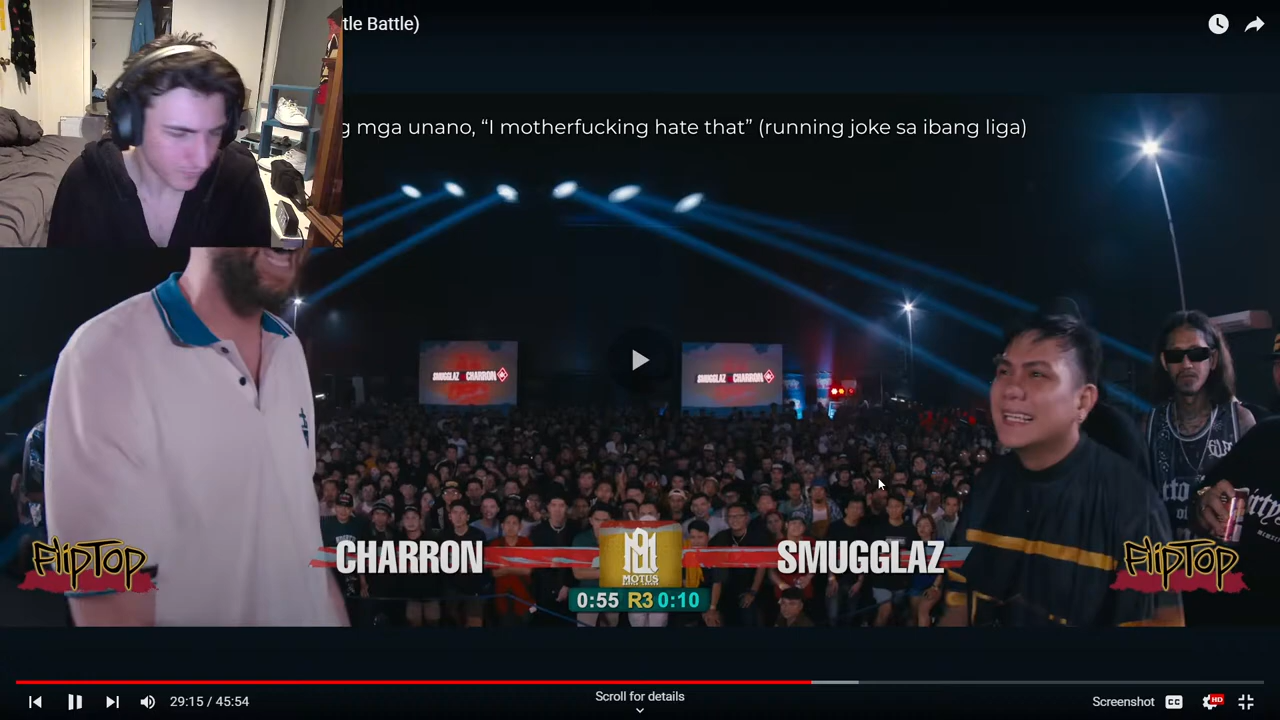 tle Battle)
g mga unano, “I motherfucking hate that” (running joke sa ibang liga)
SMUGGLAZ CHARRON
SMUGGLAZ CHARRON
FLIPTOP
CHARRON
MOTUS
SMUGGLAZ
FLIPTOP
0:55 R3 0:10
29:15 / 45:54
Scroll for details
Screenshot
CC
HD